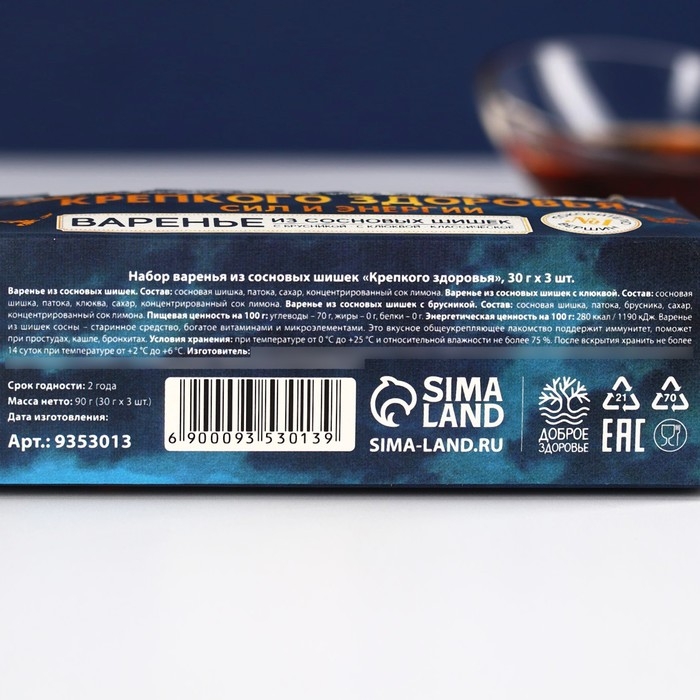 КРЕПКОГО ЗДОРОВЬЯ
СИЛ И ЭНЕРГИИ
ВАРЕНЬЕ ИЗ СОСНОВЫХ ШИШЕК
С БРУСНИКОЙ С КЛЮКВОЙ КЛАССИЧЕСКОЕ
№1
Набор варенья из сосновых шишек «Крепкого здоровья», 30 г х 3 шт.
Варенье из сосновых шишек. Состав: сосновая шишка, патока, сахар, концентрированный сок лимона. Варенье из сосновых шишек с клюквой. Состав: сосновая
шишка, патока, клюква, сахар, концентрированный сок лимона. Варенье из сосновых шишек с брусникой. Состав: сосновая шишка, патока, брусника, сахар,
концентрированный сок лимона. Пищевая ценность на 100 г: углеводы – 70 г, жиры – 0 г, белки – 0 г. Энергетическая ценность на 100 г: 280 ккал / 1190 кДж. Варенье
из шишек сосны – старинное средство, богатое витаминами и микроэлементами. Это вкусное общеукрепляющее лакомство поддержит иммунитет, поможет
при простудах, кашле, бронхитах. Условия хранения: при температуре от 0 °С до +25 °С и относительной влажности не более 75 %. После вскрытия хранить не более
14 суток при температуре от +2 °С до +6 °С. Изготовитель:
Срок годности: 2 года
Масса нетто: 90 г (30 г х 3 шт.)
Дата изготовления:
Арт.: 9353013
6 900093 530139
SIMA
LAND
SIMA-LAND.RU
ДОБРОЕ
ЗДОРОВЬЕ
21
70
EAC